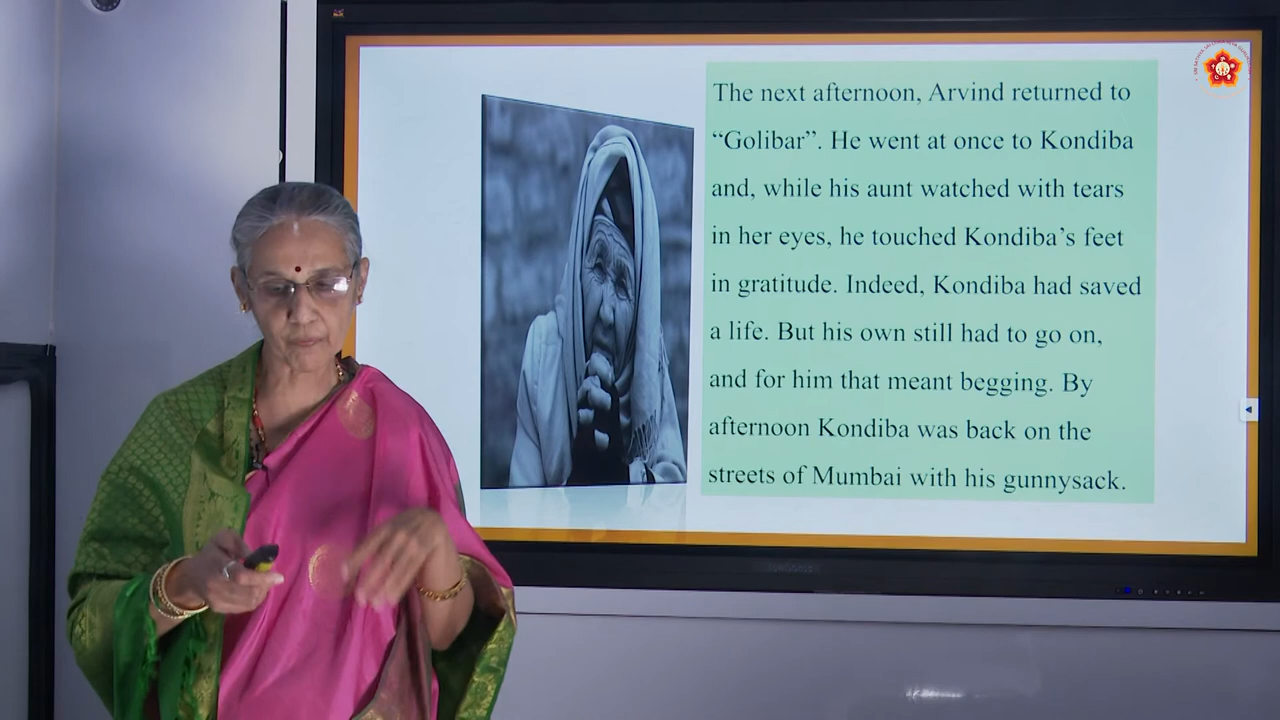 The next afternoon, Arvind returned to
“Golibar”. He went at once to Kondiba
and, while his aunt watched with tears
in her eyes, he touched Kondiba’s feet
in gratitude. Indeed, Kondiba had saved
a life. But his own still had to go on,
and for him that meant begging. By
afternoon Kondiba was back on the
streets of Mumbai with his gunnysack.